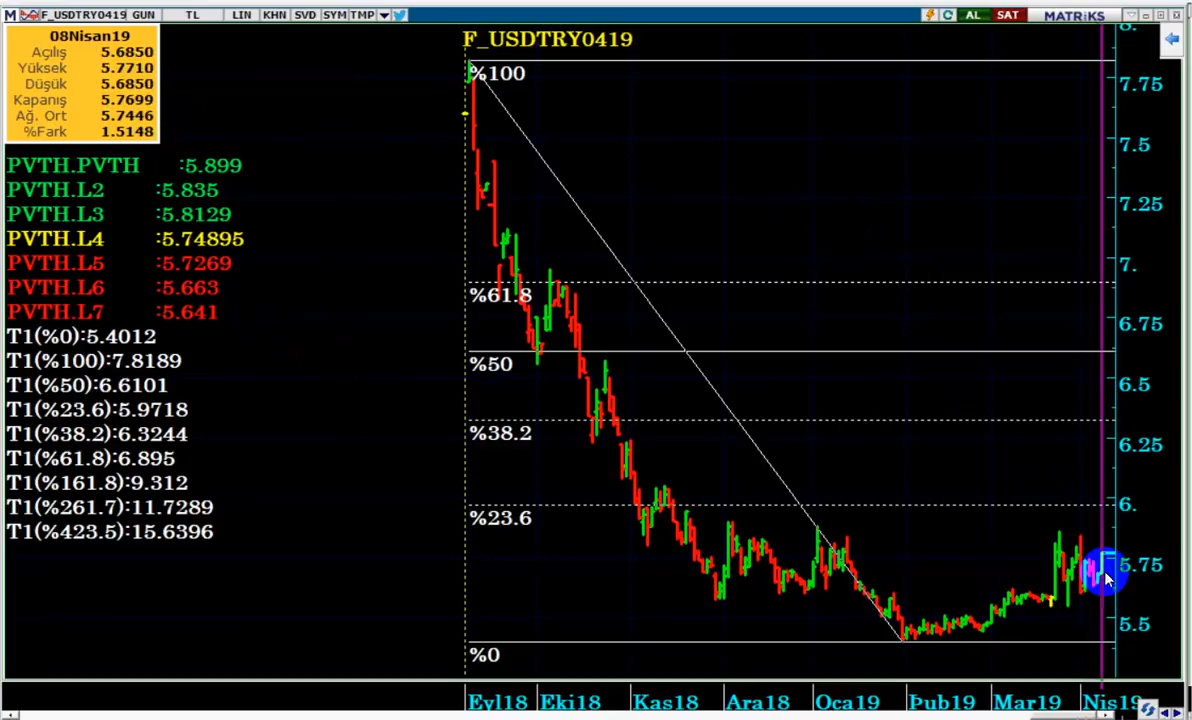 M F_USDTRY0419 GUN TL LIN KHN SVD SYM TMP C AL SAT MATRiKS
08Nisan19
Açılış 5.6850
Yüksek 5.7710
Düşük 5.6850
Kapanış 5.7699
Ağ. Ort 5.7446
%Fark 1.5148
PVTH.PVTH :5.899
PVTH.L2 :5.835
PVTH.L3 :5.8129
PVTH.L4 :5.74895
PVTH.L5 :5.7269
PVTH.L6 :5.663
PVTH.L7 :5.641
T1(%0):5.4012
T1(%100):7.8189
T1(%50):6.6101
T1(%23.6):5.9718
T1(%38.2):6.3244
T1(%61.8):6.895
T1(%161.8):9.312
T1(%261.7):11.7289
T1(%423.5):15.6396
F_USDTRY0419
%100
%61.8
%50
%38.2
%23.6
%0
8.
7.75
7.5
7.25
7.
6.75
6.5
6.25
6.
5.75
5.5
Eyl18 Eki18 Kas18 Ara18 Oca19 Þub19 Mar19 Nis19